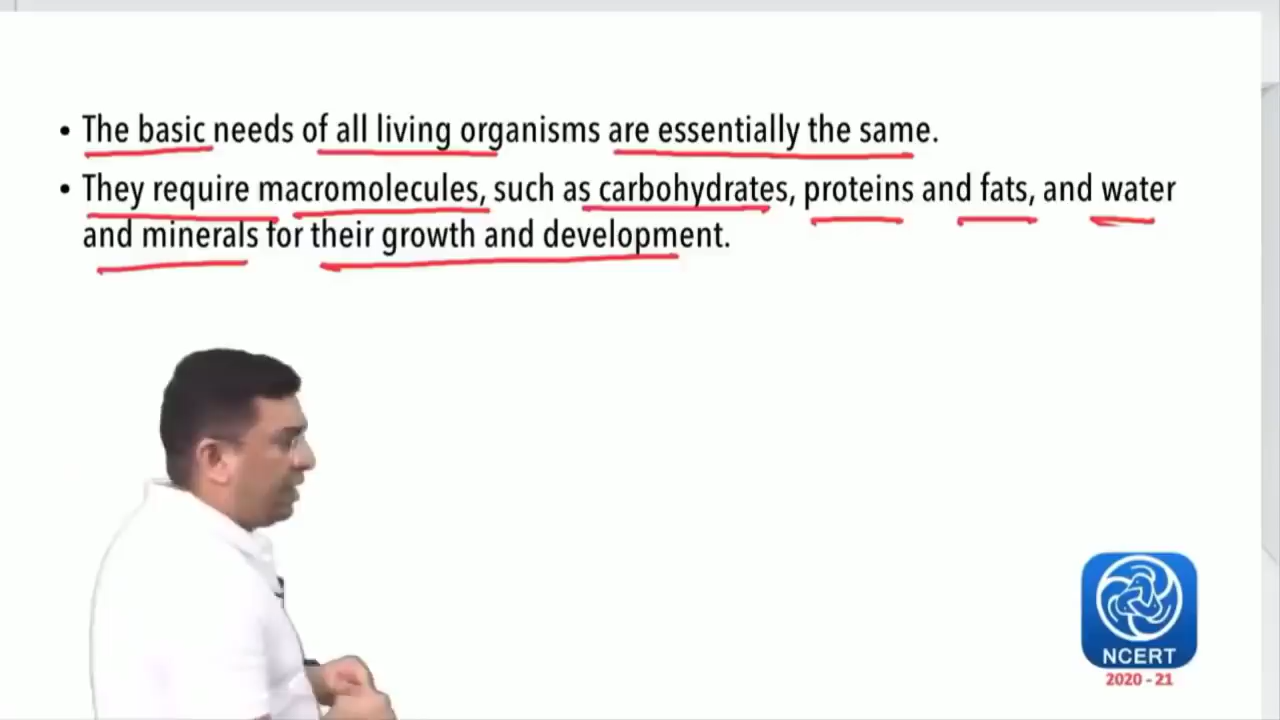 • The basic needs of all living organisms are essentially the same.
• They require macromolecules, such as carbohydrates, proteins and fats, and water
and minerals for their growth and development.
NCERT
2020 - 21